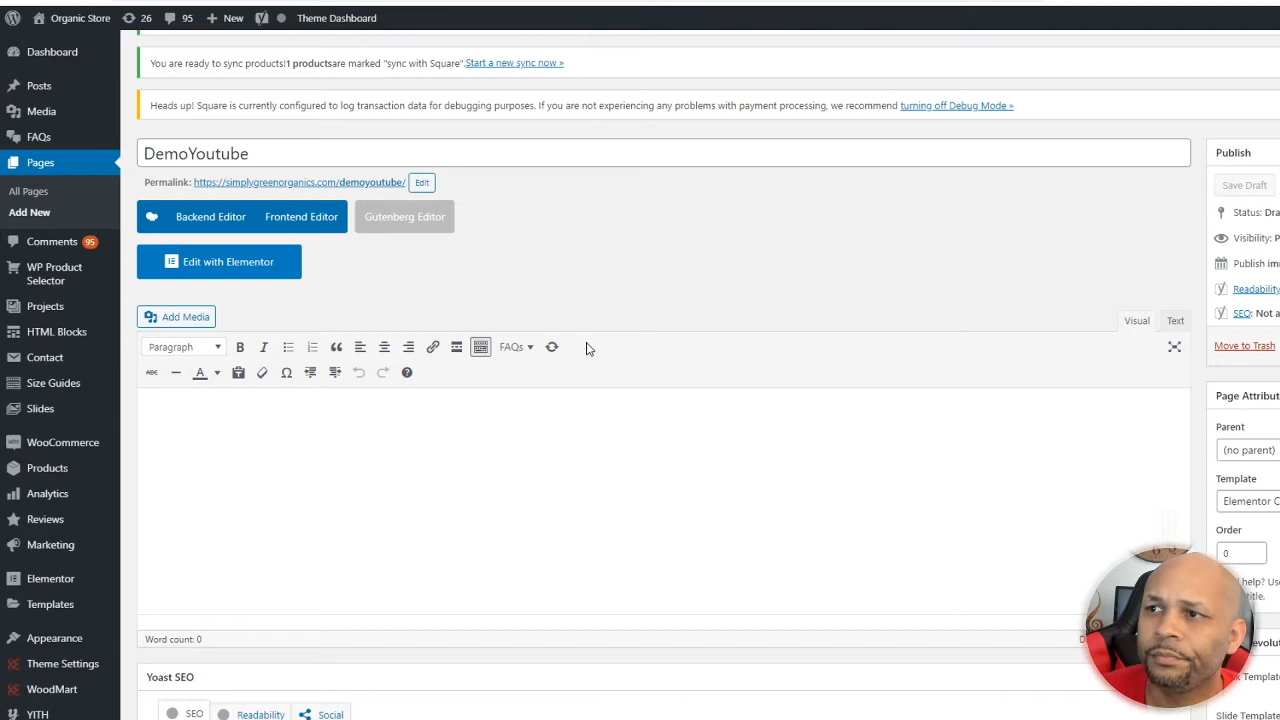 Organic Store 26 95 New Theme Dashboard
Dashboard
Posts
Media
FAQs
Pages
All Pages
Add New
Comments 95
WP Product
Selector
Projects
HTML Blocks
Contact
Size Guides
Slides
WooCommerce
Products
Analytics
Reviews
Marketing
Elementor
Templates
Appearance
Theme Settings
WoodMart
YITH
You are ready to sync products!1 productsare marked "sync with Square".Start a new sync now »
Heads up! Square is currently configured to log transaction data for debugging purposes. If you are not experiencing any problems with payment processing, we recommend turning off Debug Mode »
DemoYoutube
Permalink: https://simplygreenorganics.com/demoyoutube/ Edit
Backend Editor Frontend Editor Gutenberg Editor
Edit with Elementor
Add Media
Visual Text
Paragraph B I FAQs
ABC A
Word count: 0
Yoast SEO
SEO Readability Social
Publish
Save Draft
Status: Dra
Visibility: P
Publish im
Readability
SEO: Not a
Move to Trash
Page Attribut
Parent
(no parent)
Template
Elementor C
Order
0
help? Use
title.
evolut
Templat
Slide Templat